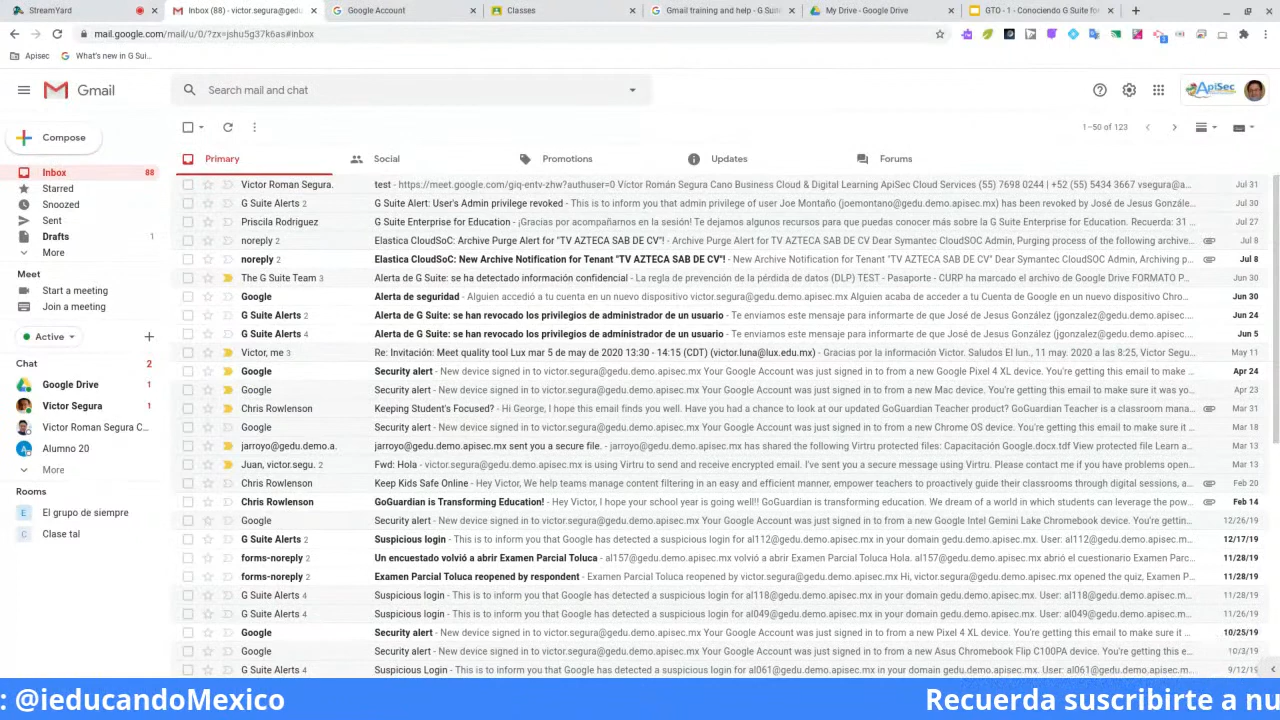 StreamYard
Inbox (88) - victor.segura@gedu
Google Account
Classes
Gmail training and help - G Suite
My Drive - Google Drive
GTO - 1 - Conociendo G Suite fo
mail.google.com/mail/u/0/?zx=jshu5g37k6as#inbox
Apisec
What's new in G Sui...
Gmail
Search mail and chat
ApiSec
Compose
1–50 of 123
Primary
Social
Promotions
Updates
Forums
Inbox 88
Starred
Snoozed
Sent
Drafts 1
More
Meet
Start a meeting
Join a meeting
Active
Chat 2
Google Drive 1
Victor Segura 1
Victor Roman Segura C...
Alumno 20
More
Rooms
E El grupo de siempre
C Clase tal
Victor Roman Segura. test - https://meet.google.com/giq-entv-zhw?authuser=0 Víctor Román Segura Cano Business Cloud & Digital Learning ApiSec Cloud Services (55) 7698 0244 | +52 (55) 5434 3667 vsegura@a... Jul 31
G Suite Alerts 2 G Suite Alert: User's Admin privilege revoked - This is to inform you that admin privilege of user Joe Montaño (joemontano@gedu.demo.apisec.mx) has been revoked by José de Jesus Gonzále... Jul 30
Priscila Rodriguez G Suite Enterprise for Education - ¡Gracias por acompañarnos en la sesión! Te dejamos algunos recursos para que puedas conocer más sobre la G Suite Enterprise for Education. Recuerda: 31 ... Jul 27
noreply 2 Elastica CloudSoC: Archive Purge Alert for "TV AZTECA SAB DE CV"! - Archive Purge Alert for TV AZTECA SAB DE CV Dear Symantec CloudSOC Admin, Purging process of the following archive... Jul 8
noreply 2 Elastica CloudSoC: New Archive Notification for Tenant "TV AZTECA SAB DE CV"! - New Archive Notification for Tenant "TV AZTECA SAB DE CV" Dear Symantec CloudSOC Admin, Archiving p... Jul 8
The G Suite Team 3 Alerta de G Suite: se ha detectado información confidencial - La regla de prevención de la pérdida de datos (DLP) TEST - Pasaporte - CURP ha marcado el archivo de Google Drive FORMATO P... Jun 30
Google Alerta de seguridad - Alguien accedió a tu cuenta en un nuevo dispositivo victor.segura@gedu.demo.apisec.mx Alguien acaba de acceder a tu Cuenta de Google en un nuevo dispositivo Chro... Jun 30
G Suite Alerts 2 Alerta de G Suite: se han revocado los privilegios de administrador de un usuario - Te enviamos este mensaje para informarte de que José de Jesus González (jgonzalez@gedu.demo.apisec.... Jun 24
G Suite Alerts 4 Alerta de G Suite: se han revocado los privilegios de administrador de un usuario - Te enviamos este mensaje para informarte de que José de Jesus González (jgonzalez@gedu.demo.apisec.... Jun 5
Victor, me 3 Re: Invitación: Meet quality tool Lux mar 5 de may de 2020 13:30 - 14:15 (CDT) (victor.luna@lux.edu.mx) - Gracias por la información Victor. Saludos El lun., 11 may. 2020 a las 8:25, Victor Segu... May 11
Google Security alert - New device signed in to victor.segura@gedu.demo.apisec.mx Your Google Account was just signed in to from a new Google Pixel 4 XL device. You're getting this email to make ... Apr 24
Google Security alert - New device signed in to victor.segura@gedu.demo.apisec.mx Your Google Account was just signed in to from a new Mac device. You're getting this email to make sure it was yo... Apr 23
Chris Rowlenson Keeping Student's Focused? - Hi George, I hope this email finds you well. Have you had a chance to look at our updated GoGuardian Teacher product? GoGuardian Teacher is a classroom mana... Mar 31
Google Security alert - New device signed in to victor.segura@gedu.demo.apisec.mx Your Google Account was just signed in to from a new Chrome OS device. You're getting this email to make sure it ... Mar 18
jarroyo@gedu.demo.a. jarroyo@gedu.demo.apisec.mx sent you a secure file. - jarroyo@gedu.demo.apisec.mx has shared the following Virtru protected files: Capacitación Google.docx.tdf View protected file Learn a... Mar 13
Juan, victor.segu. 2 Fwd: Hola - victor.segura@gedu.demo.apisec.mx is using Virtru to send and receive encrypted email. I've sent you a secure message using Virtru. Please contact me if you have problems open... Mar 13
Google Keep Kids Safe Online - Hey Victor, We help teams manage content filtering in an easy and efficient manner, empower teachers to proactively guide their classrooms through digital sessions, a... Feb 20
Chris Rowlenson GoGuardian is Transforming Education! - Hey Victor, I hope your school year is going well!! GoGuardian is transforming education. We dream of a world in which students can leverage the pow... Feb 14
Google Security alert - New device signed in to victor.segura@gedu.demo.apisec.mx Your Google Account was just signed in to from a new Google Intel Gemini Lake Chromebook device. You're gettin... 12/26/19
G Suite Alerts 2 Suspicious login - This is to inform you that Google has detected a suspicious login for al112@gedu.demo.apisec.mx in your domain gedu.demo.apisec.mx. User: al112@gedu.demo.apisec.mx... 12/17/19
forms-noreply 2 Un encuestado volvió a abrir Examen Parcial Toluca - al157@gedu.demo.apisec.mx volvió a abrir Examen Parcial Toluca Hola. al157@gedu.demo.apisec.mx abrió el cuestionario Examen Parc... 11/28/19
forms-noreply 2 Examen Parcial Toluca reopened by respondent - Examen Parcial Toluca reopened by victor.segura@gedu.demo.apisec.mx Hi, victor.segura@gedu.demo.apisec.mx opened the quiz, Examen P... 11/28/19
G Suite Alerts 4 Suspicious login - This is to inform you that Google has detected a suspicious login for al118@gedu.demo.apisec.mx in your domain gedu.demo.apisec.mx. User: al118@gedu.demo.apisec.m... 11/28/19
G Suite Alerts 4 Suspicious login - This is to inform you that Google has detected a suspicious login for al049@gedu.demo.apisec.mx in your domain gedu.demo.apisec.mx. User: al049@gedu.demo.apisec.m... 11/26/19
Google Security alert - New device signed in to victor.segura@gedu.demo.apisec.mx Your Google Account was just signed in to from a new Pixel 4 XL device. You're getting this email to make sure it ... 10/25/19
Google Security alert - New device signed in to victor.segura@gedu.demo.apisec.mx Your Google Account was just signed in to from a new Asus Chromebook Flip C100PA device. You're getting this e... 10/3/19
G Suite Alerts 4 Suspicious Login - This is to inform you that Google has detected a suspicious login for al061@gedu.demo.apisec.mx in your domain gedu.demo.apisec.mx. User: al061@gedu.demo.apisec.m... 9/12/19
: @ieducandoMexico Recuerda suscribirte a nu